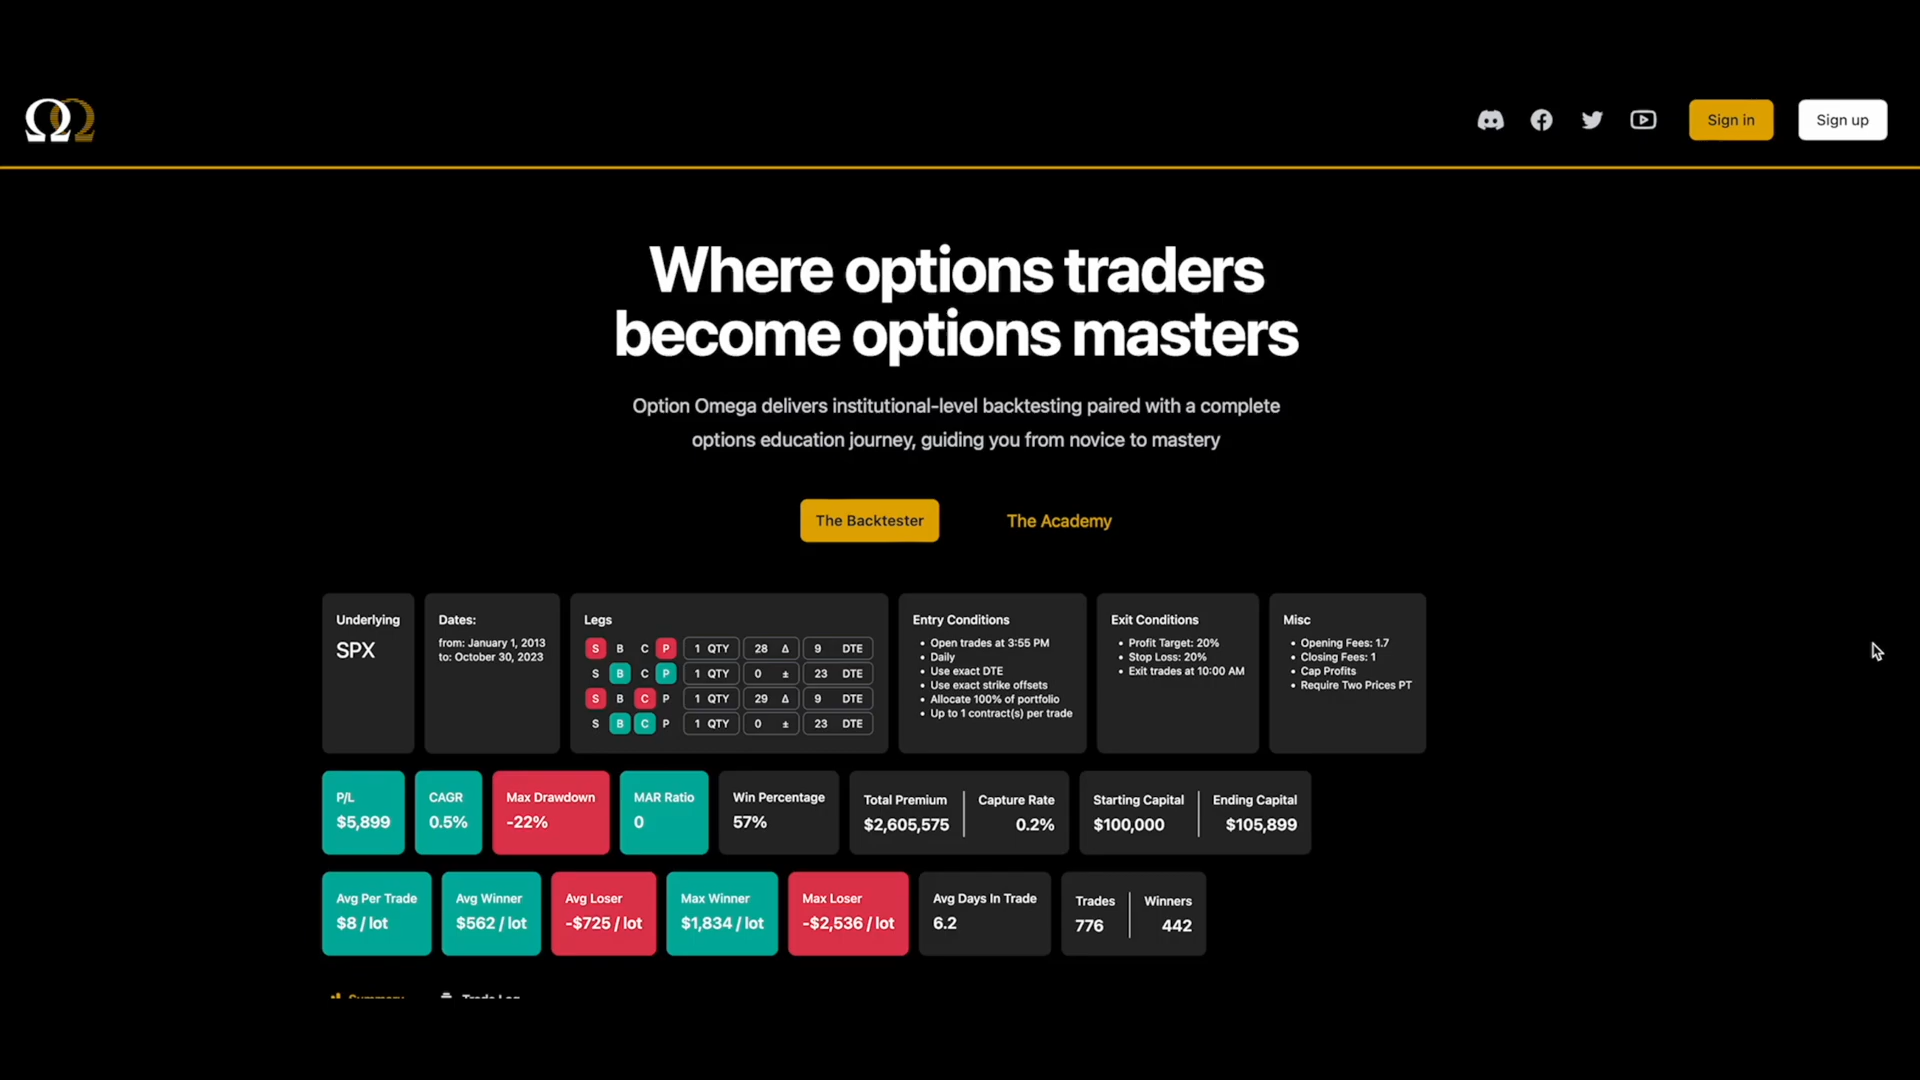 Sign in
Sign up
Where options traders
become options masters
Option Omega delivers institutional-level backtesting paired with a complete
options education journey, guiding you from novice to mastery
The Backtester
The Academy
Underlying
SPX
Dates:
from: January 1, 2013
to: October 30, 2023
Legs
S B C P 1 QTY 28 Δ 9 DTE
S B C P 1 QTY 0 ± 23 DTE
S B C P 1 QTY 29 Δ 9 DTE
S B C P 1 QTY 0 ± 23 DTE
Entry Conditions
• Open trades at 3:55 PM
• Daily
• Use exact DTE
• Use exact strike offsets
• Allocate 100% of portfolio
• Up to 1 contract(s) per trade
Exit Conditions
• Profit Target: 20%
• Stop Loss: 20%
• Exit trades at 10:00 AM
Misc
• Opening Fees: 1.7
• Closing Fees: 1
• Cap Profits
• Require Two Prices PT
P/L
$5,899
CAGR
0.5%
Max Drawdown
-22%
MAR Ratio
0
Win Percentage
57%
Total Premium
$2,605,575
Capture Rate
0.2%
Starting Capital
$100,000
Ending Capital
$105,899
Avg Per Trade
$8 / lot
Avg Winner
$562 / lot
Avg Loser
-$725 / lot
Max Winner
$1,834 / lot
Max Loser
-$2,536 / lot
Avg Days In Trade
6.2
Trades
776
Winners
442
Summary
Trade Log